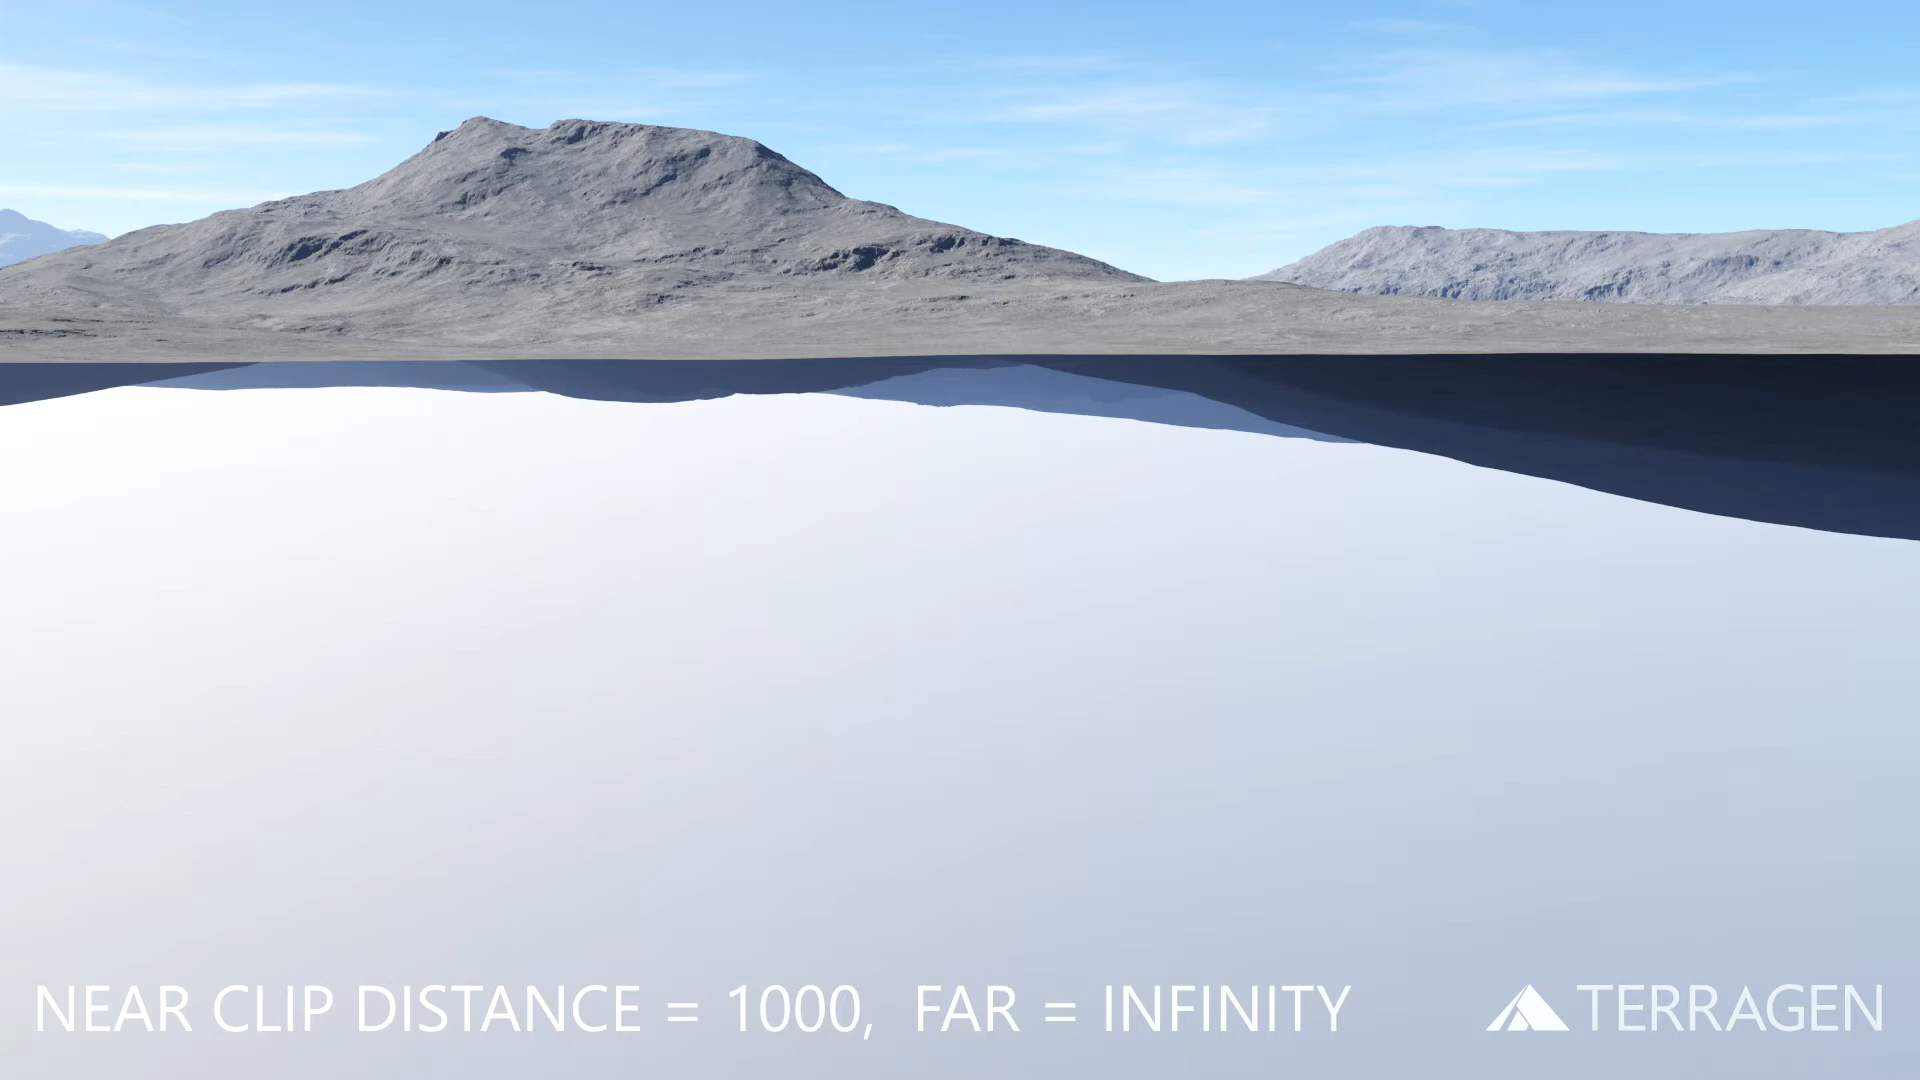 NEAR CLIP DISTANCE = 1000, FAR = INFINITY
TERRAGEN